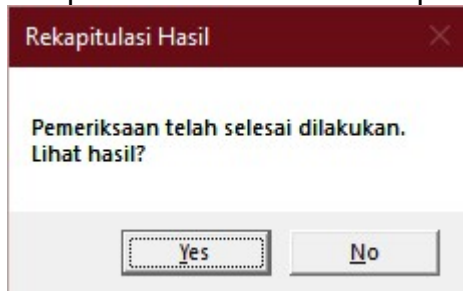 Rekapitulasi Hasil
Pemeriksaan telah selesai dilakukan.
Lihat hasil?
Yes
No